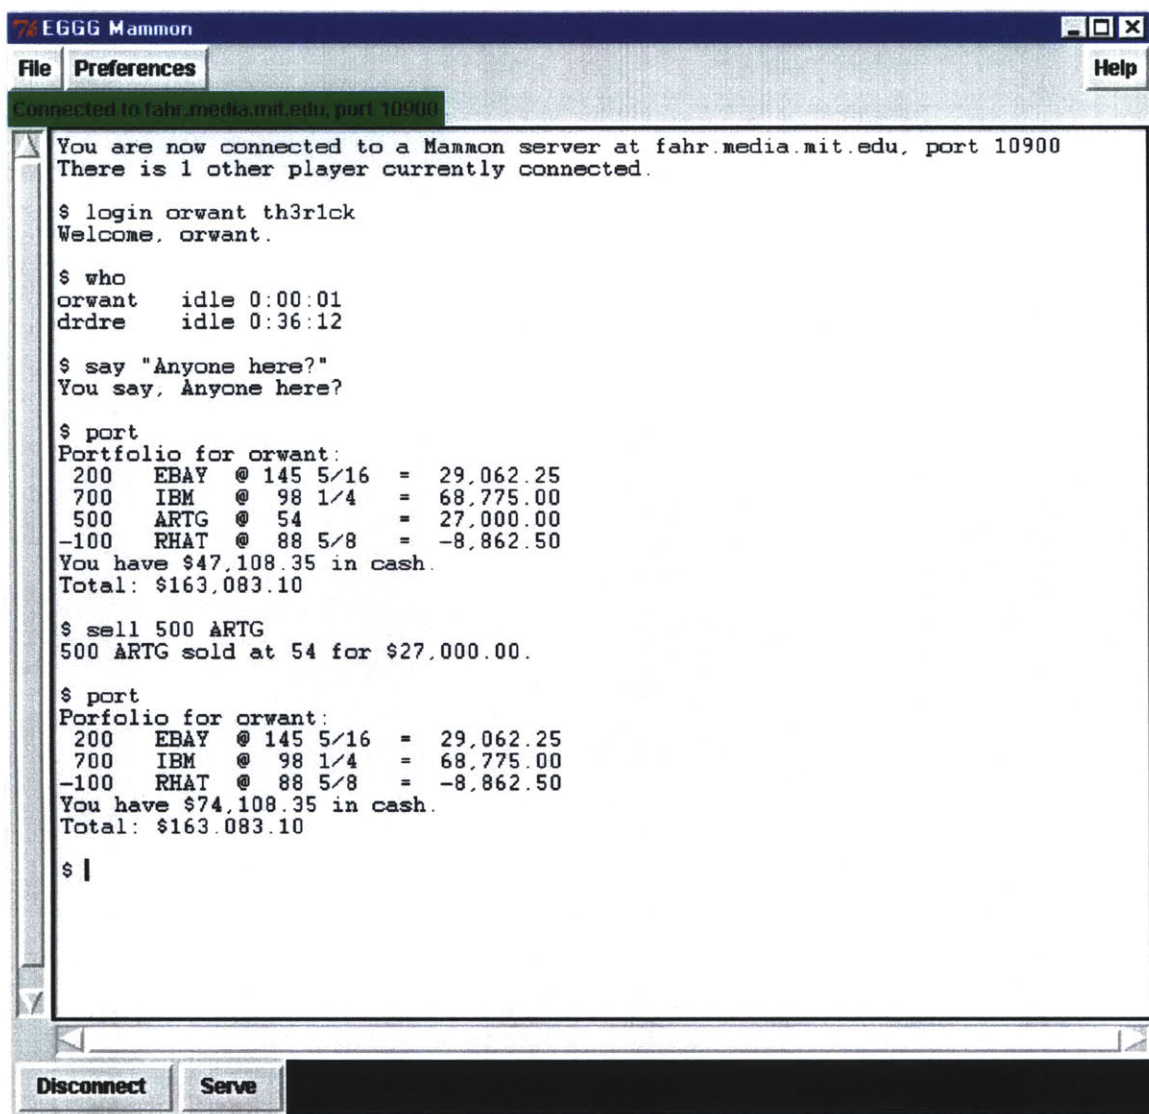 EGGG Mammon
File Preferences Help
Connected to fahr.media.mit.edu, port 10900
You are now connected to a Mammon server at fahr.media.mit.edu, port 10900
There is 1 other player currently connected.
$ login orwant th3r1ck
Welcome, orwant.
$ who
orwant idle 0:00:01
drdre idle 0:36:12
$ say "Anyone here?"
You say, Anyone here?
$ port
Portfolio for orwant:
200 EBAY @ 145 5/16 = 29,062.25
700 IBM @ 98 1/4 = 68,775.00
500 ARTG @ 54 = 27,000.00
-100 RHAT @ 88 5/8 = -8,862.50
You have $47,108.35 in cash.
Total: $163,083.10
$ sell 500 ARTG
500 ARTG sold at 54 for $27,000.00.
$ port
Porfolio for orwant:
200 EBAY @ 145 5/16 = 29,062.25
700 IBM @ 98 1/4 = 68,775.00
-100 RHAT @ 88 5/8 = -8,862.50
You have $74,108.35 in cash.
Total: $163.083.10
$
Disconnect Serve